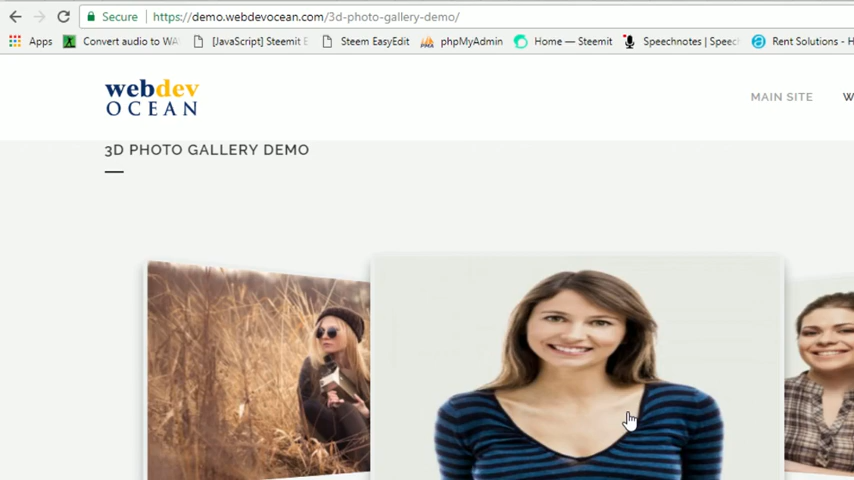 Secure https://demo.webdevocean.com/3d-photo-gallery-demo/
Apps Convert audio to WA [JavaScript] Steemit E Steem EasyEdit PMA phpMyAdmin Home — Steemit Speechnotes | Speec Rent Solutions - H
webdev
OCEAN
MAIN SITE W
3D PHOTO GALLERY DEMO